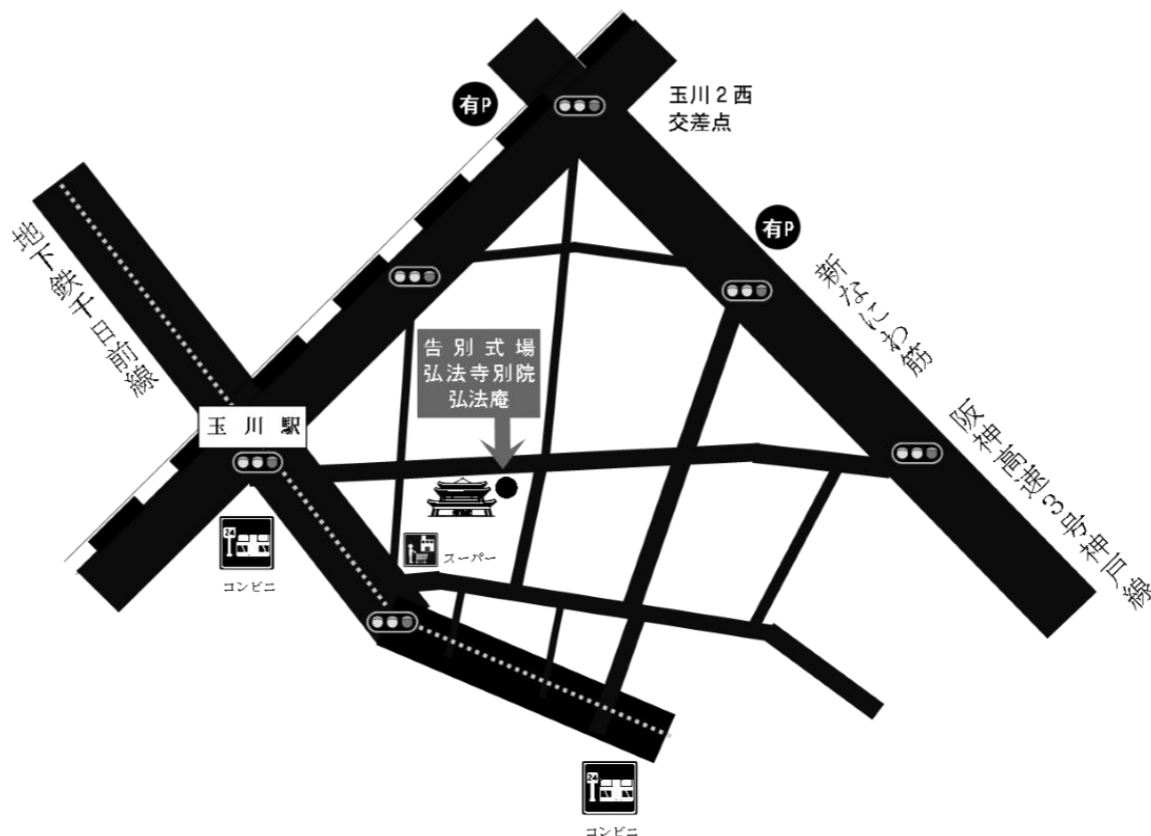 有P
玉川2西
交差点
有P
地下鉄千日前線
新なにわ筋
告別式場
弘法寺別院
弘法庵
玉川駅
阪神高速3号神戸線
24
コンビニ
スーパー
24
コンビニ